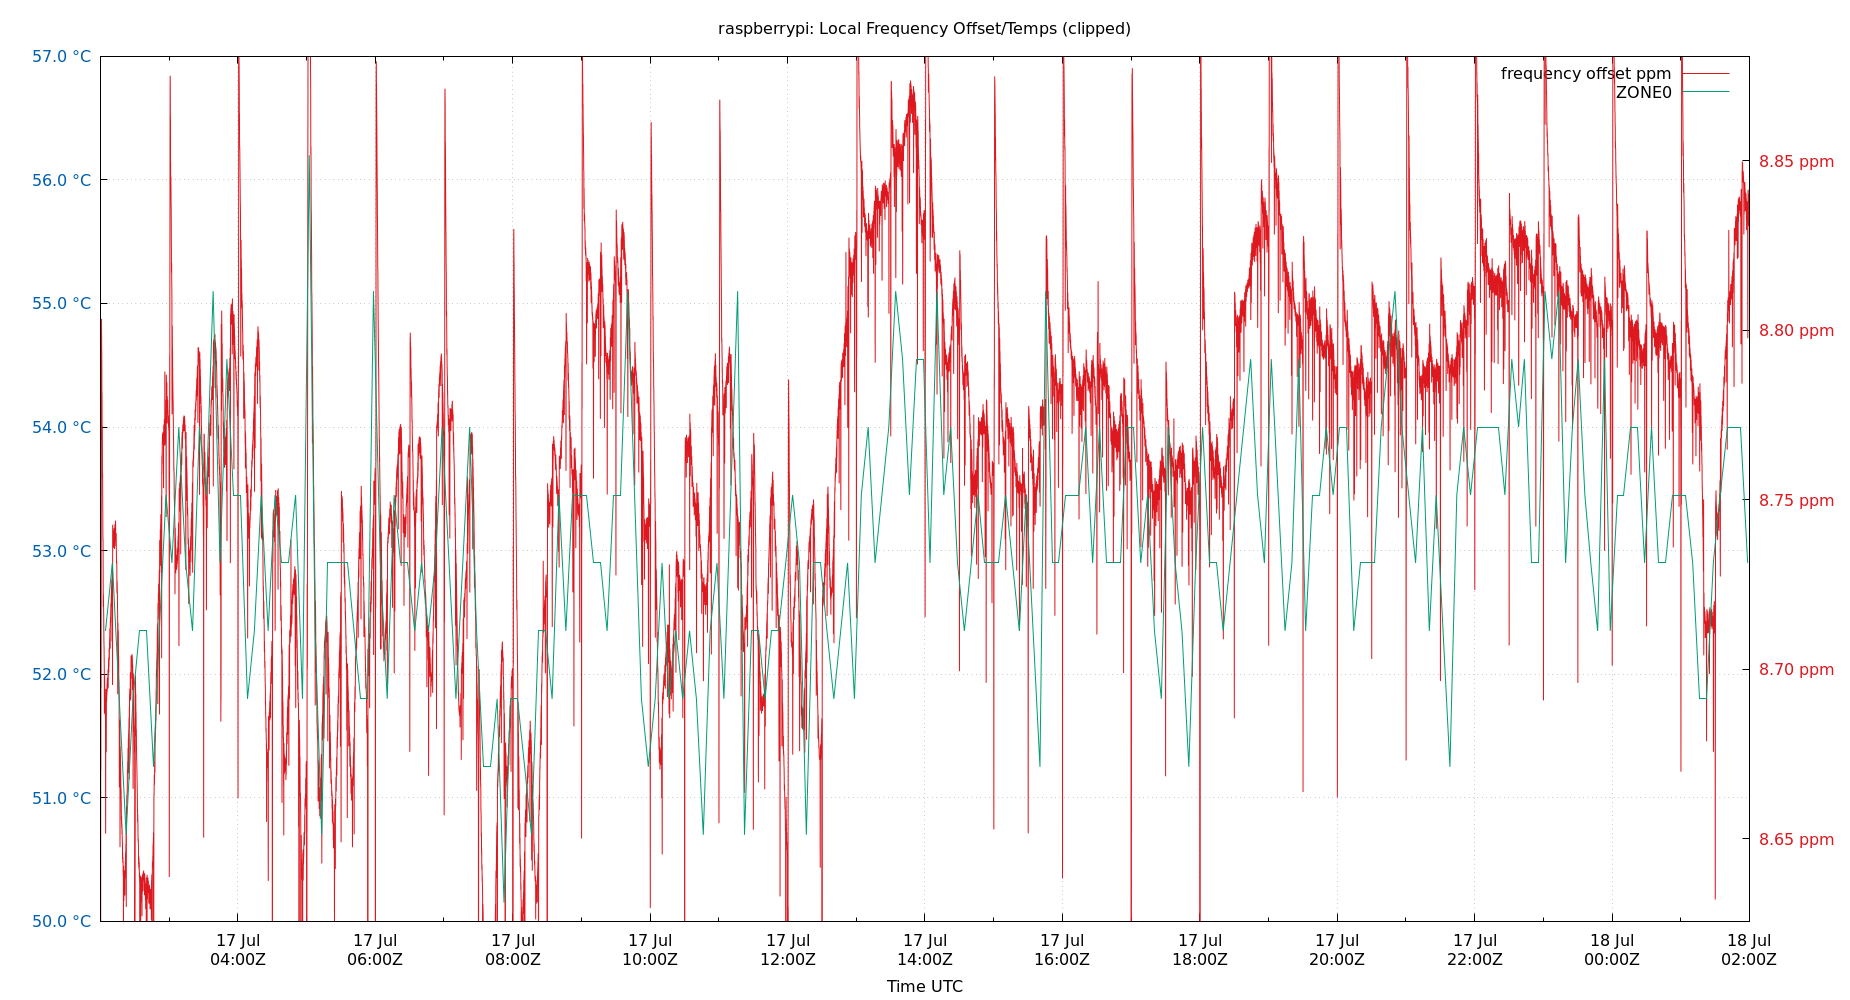 raspberrypi: Local Frequency Offset/Temps (clipped)
57.0 °C
56.0 °C
55.0 °C
54.0 °C
53.0 °C
52.0 °C
51.0 °C
50.0 °C
frequency offset ppm
ZONE0
8.85 ppm
8.80 ppm
8.75 ppm
8.70 ppm
8.65 ppm
17 Jul 17 Jul 17 Jul 17 Jul 17 Jul 17 Jul 17 Jul 17 Jul 17 Jul 17 Jul 18 Jul 18 Jul
04:00Z 06:00Z 08:00Z 10:00Z 12:00Z 14:00Z 16:00Z 18:00Z 20:00Z 22:00Z 00:00Z 02:00Z
Time UTC